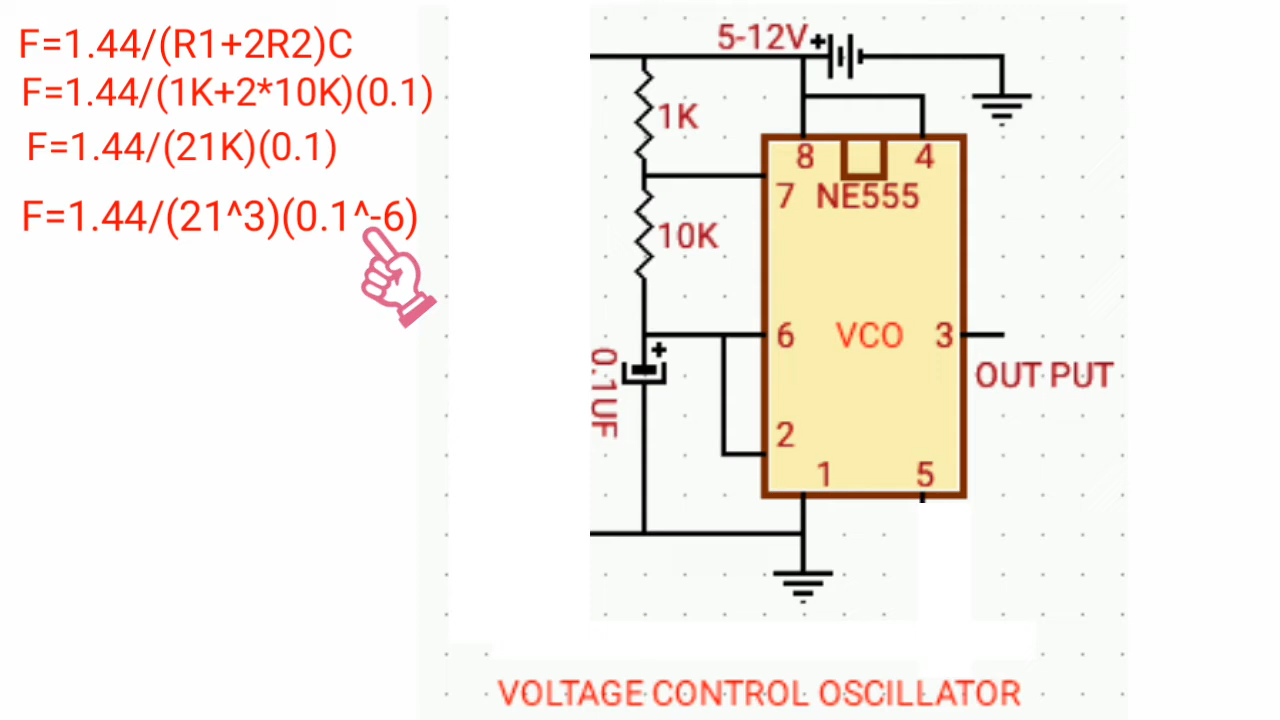 F=1.44/(R1+2R2)C
F=1.44/(1K+2*10K)(0.1)
F=1.44/(21K)(0.1)
F=1.44/(21^3)(0.1^-6)
5-12V+
1K
8
4
7
NE555
10K
6
VCO
3
+
0.1UF
OUT PUT
2
1
5
VOLTAGE CONTROL OSCILLATOR